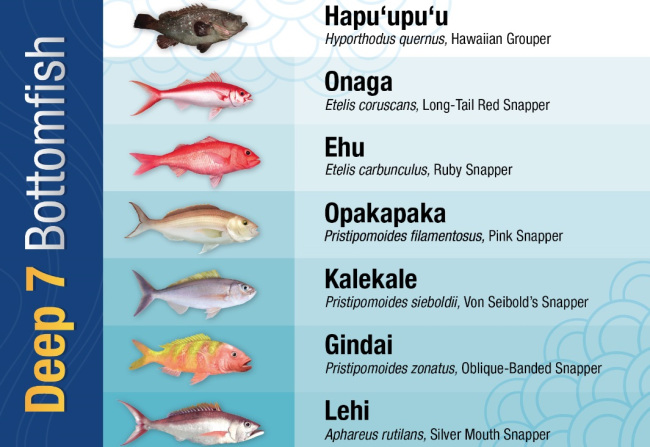 Deep 7 Bottomfish
Hapu‘upu‘u
Hyporthodus quernus, Hawaiian Grouper
Onaga
Etelis coruscans, Long-Tail Red Snapper
Ehu
Etelis carbunculus, Ruby Snapper
Opakapaka
Pristipomoides filamentosus, Pink Snapper
Kalekale
Pristipomoides sieboldii, Von Seibold's Snapper
Gindai
Pristipomoides zonatus, Oblique-Banded Snapper
Lehi
Aphareus rutilans, Silver Mouth Snapper